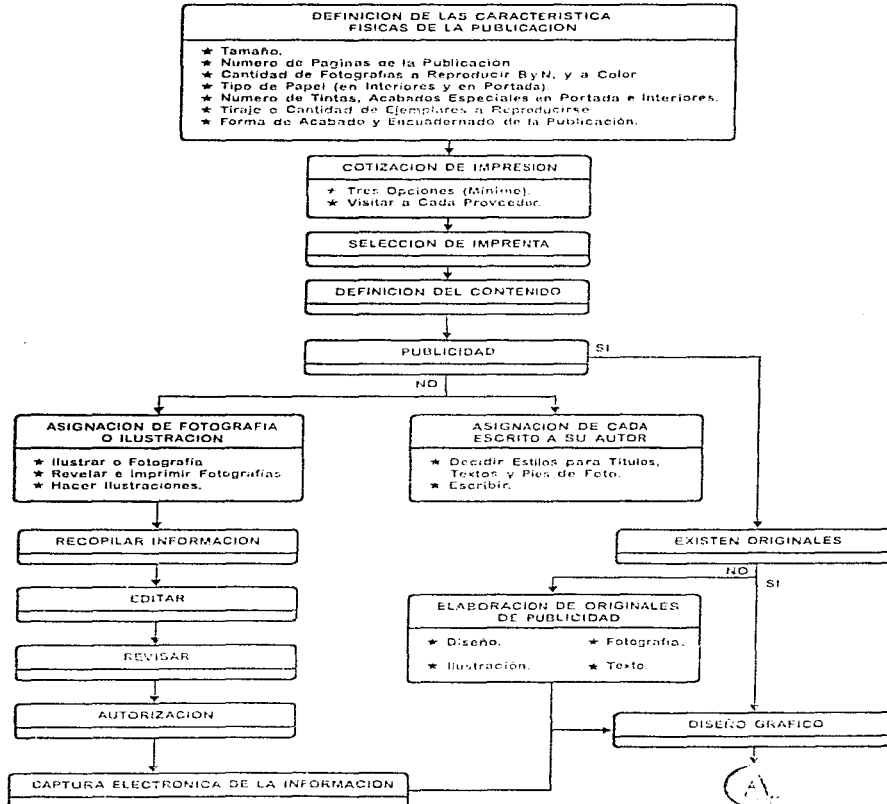 DEFINICION DE LAS CARACTERISTICA
FISICAS DE LA PUBLICACION
★ Tamaño.
★ Numero de Paginas de la Publicación
★ Cantidad de Fotografias a Reproducir ByN, y a Color
★ Tipo de Papel (en Interiores y en Portada).
★ Numero de Tintas, Acabados Especiales en Portada e Interiores.
★ Tiraje o Cantidad de Ejemplares a Reproducirse
★ Forma de Acabado y Encuadernado de la Publicación.
COTIZACION DE IMPRESION
★ Tres Opciones (Minimo).
★ Visitar a Cada Proveedor.
SELECCION DE IMPRENTA
DEFINICION DEL CONTENIDO
PUBLICIDAD
SI
NO
ASIGNACION DE FOTOGRAFIA
O ILUSTRACION
★ Ilustrar o Fotografía
★ Revelar e Imprimir Fotografías
★ Hacer Ilustraciones.
ASIGNACION DE CADA
ESCRITO A SU AUTOR
★ Decidir Estilos para Titulos,
Textos y Pies de Foto.
★ Escribir.
RECOPILAR INFORMACION
EXISTEN ORIGINALES
NO
SI
EDITAR
ELABORACION DE ORIGINALES
DE PUBLICIDAD
★ Diseño.
★ Fotografia.
★ Ilustración.
★ Texto.
REVISAR
AUTORIZACION
DISEÑO GRAFICO
CAPTURA ELECTRONICA DE LA INFORMACION
A